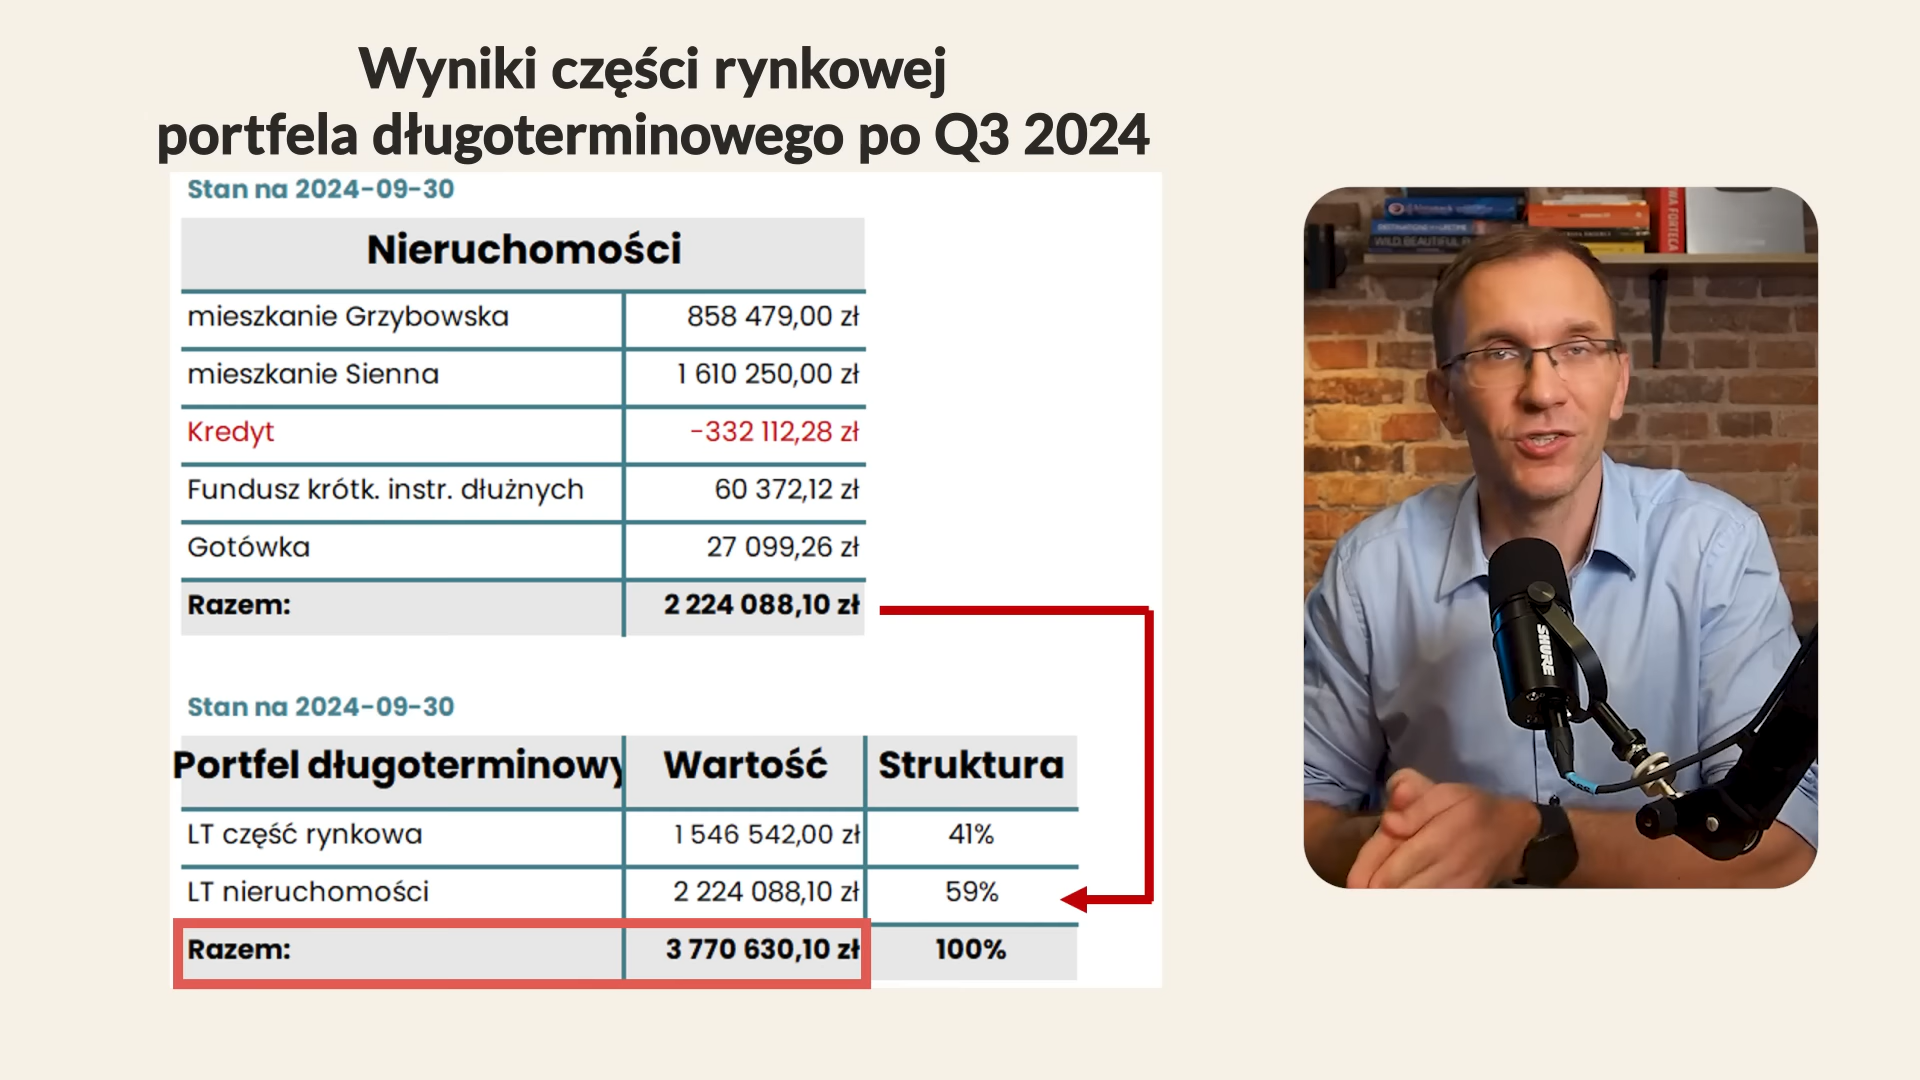 Wyniki części rynkowej
portfela długoterminowego po Q3 2024
Stan na 2024-09-30
Nieruchomości
mieszkanie Grzybowska 858 479,00 zł
mieszkanie Sienna 1 610 250,00 zł
Kredyt -332 112,28 zł
Fundusz krótk. instr. dłużnych 60 372,12 zł
Gotówka 27 099,26 zł
Razem: 2 224 088,10 zł
Stan na 2024-09-30
Portfel długoterminowy Wartość Struktura
LT część rynkowa 1 546 542,00 zł 41%
LT nieruchomości 2 224 088,10 zł 59%
Razem: 3 770 630,10 zł 100%
WILD, BEAUTIFUL
FORTECA
SHURE